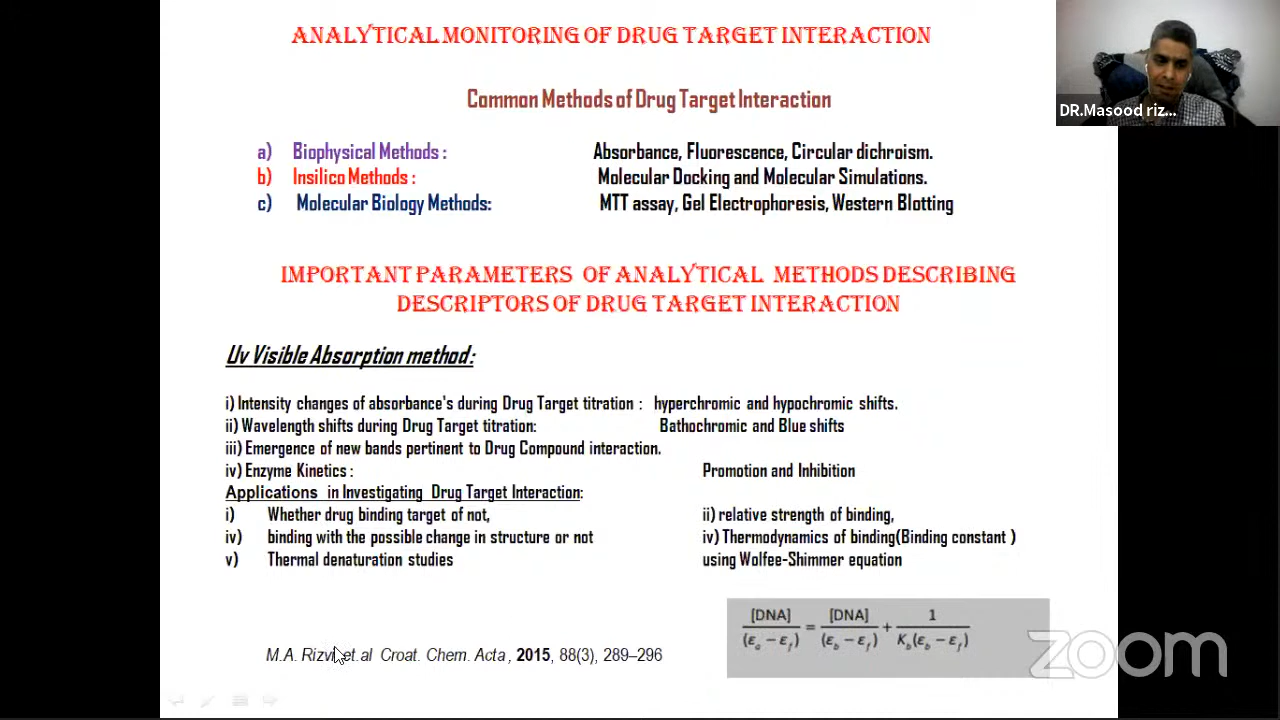 ANALYTICAL MONITORING OF DRUG TARGET INTERACTION
DR.Masood riz...
Common Methods of Drug Target Interaction
a) Biophysical Methods : Absorbance, Fluorescence, Circular dichroism.
b) Insilico Methods : Molecular Docking and Molecular Simulations.
c) Molecular Biology Methods: MTT assay, Gel Electrophoresis, Western Blotting
IMPORTANT PARAMETERS OF ANALYTICAL METHODS DESCRIBING
DESCRIPTORS OF DRUG TARGET INTERACTION
Uv Visible Absorption method:
i) Intensity changes of absorbance's during Drug Target titration : hyperchromic and hypochromic shifts.
ii) Wavelength shifts during Drug Target titration: Bathochromic and Blue shifts
iii) Emergence of new bands pertinent to Drug Compound interaction.
iv) Enzyme Kinetics : Promotion and Inhibition
Applications in Investigating Drug Target Interaction:
i) Whether drug binding target of not, ii) relative strength of binding,
iv) binding with the possible change in structure or not iv) Thermodynamics of binding(Binding constant )
v) Thermal denaturation studies using Wolfee-Shimmer equation
[DNA]/(εa – εf) = [DNA]/(εb – εf) + 1/Kb(εb – εf)
M.A. Rizvi et.al Croat. Chem. Acta , 2015, 88(3), 289–296
zoom